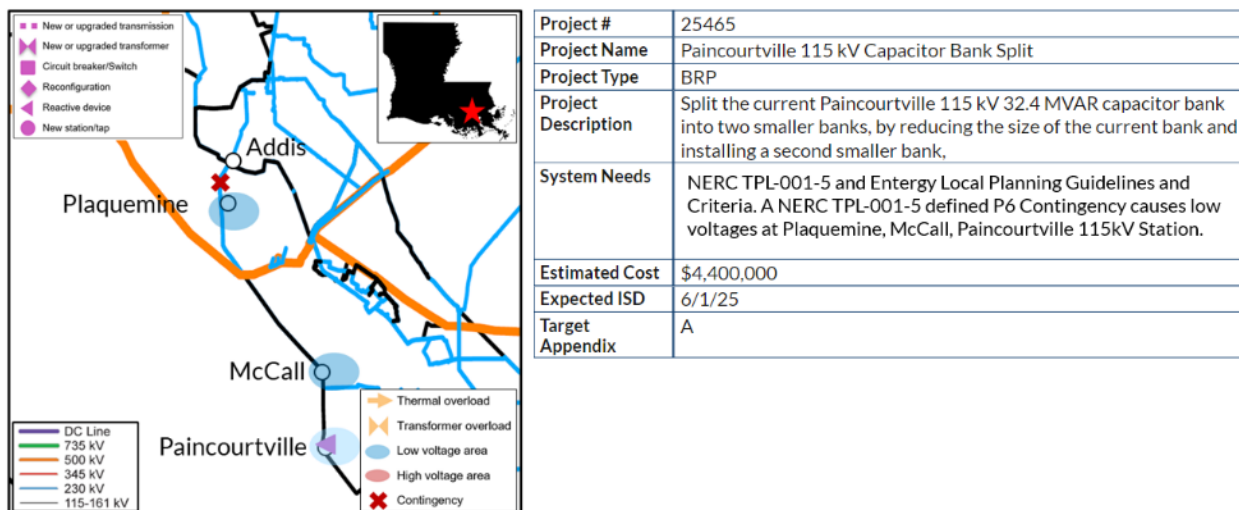 New or upgraded transmission
New or upgraded transformer
Circuit breaker/Switch
Reconfiguration
Reactive device
New station/tap
Addis
Plaquemine
McCall
Paincourtville
DC Line
735 kV
500 kV
345 kV
230 kV
115-161 kV
Thermal overload
Transformer overload
Low voltage area
High voltage area
Contingency
Project # 25465
Project Name Paincourtville 115 kV Capacitor Bank Split
Project Type BRP
Project Description Split the current Paincourtville 115 kV 32.4 MVAR capacitor bank
into two smaller banks, by reducing the size of the current bank and
installing a second smaller bank,
System Needs NERC TPL-001-5 and Entergy Local Planning Guidelines and
Criteria. A NERC TPL-001-5 defined P6 Contingency causes low
voltages at Plaquemine, McCall, Paincourtville 115kV Station.
Estimated Cost $4,400,000
Expected ISD 6/1/25
Target Appendix A